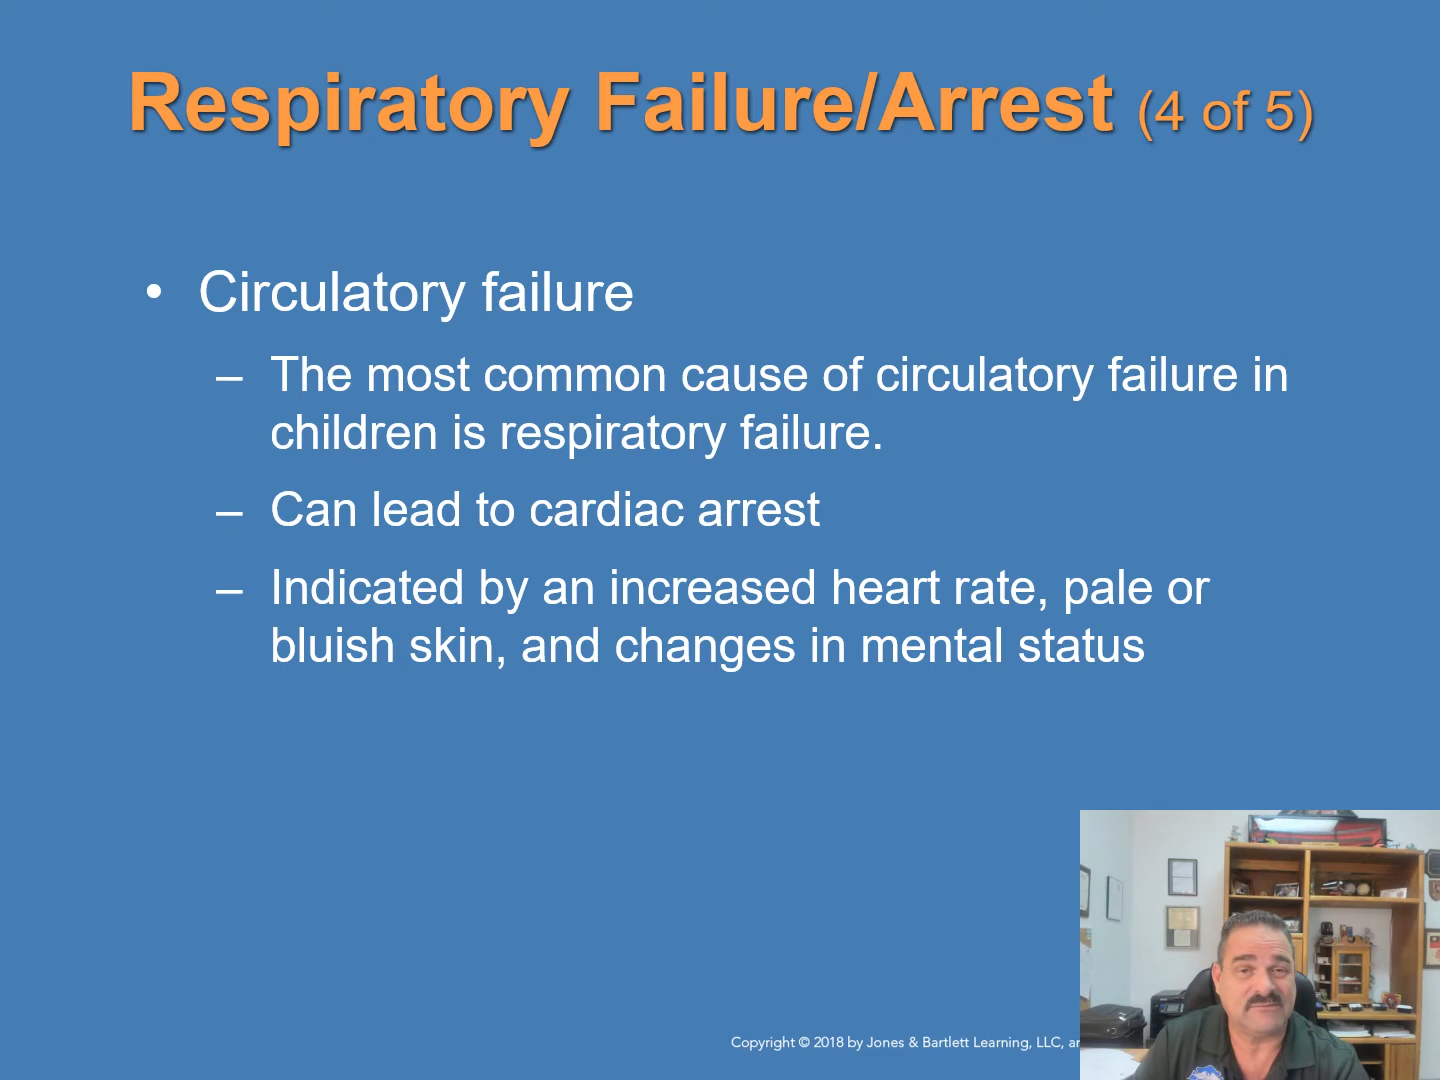 Respiratory Failure/Arrest (4 of 5)
• Circulatory failure
– The most common cause of circulatory failure in
children is respiratory failure.
– Can lead to cardiac arrest
– Indicated by an increased heart rate, pale or
bluish skin, and changes in mental status
Copyright © 2018 by Jones & Bartlett Learning, LLC,